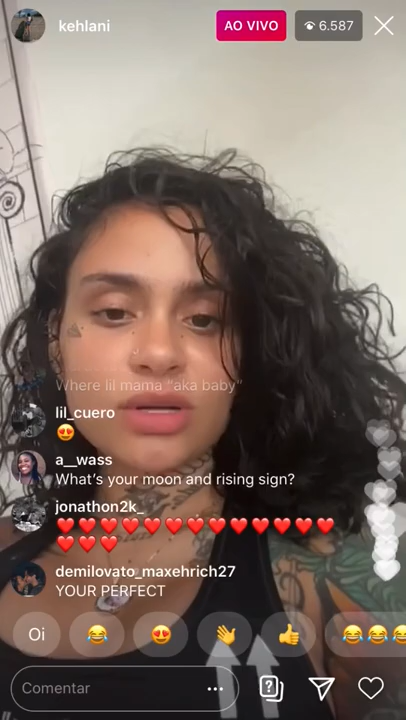 kehlani
AO VIVO
6.587
Where lil mama "aka baby"
lil_cuero
😍
a__wass
What's your moon and rising sign?
jonathon2k_
❤️❤️❤️❤️❤️❤️❤️❤️❤️❤️❤️❤️❤️
❤️❤️❤️
demilovato_maxehrich27
YOUR PERFECT
Oi
Comentar